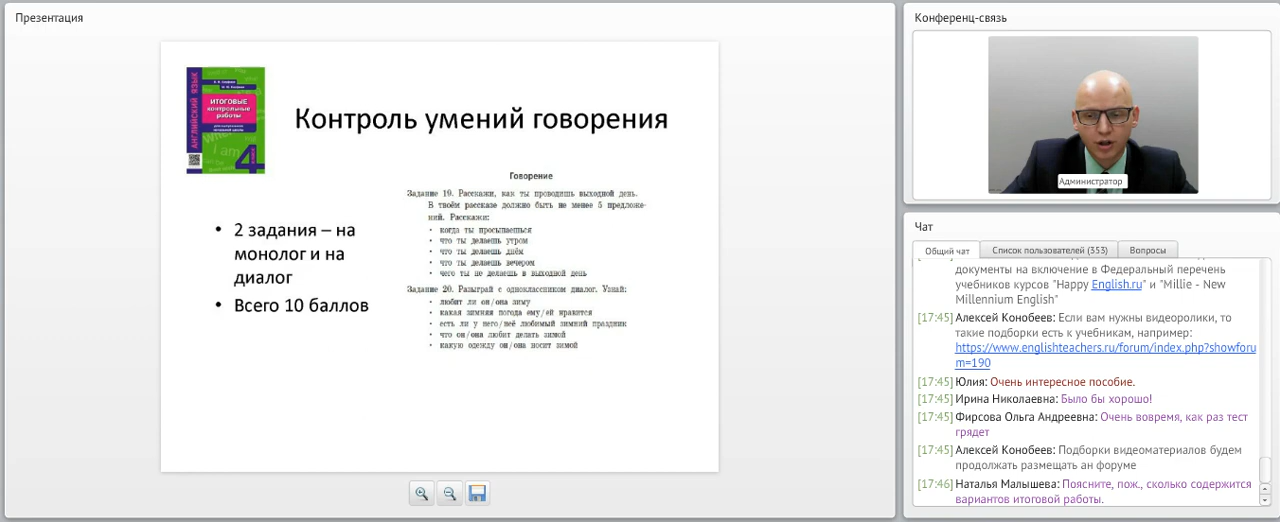 Презентация
АНГЛИЙСКИЙ ЯЗЫК
ИТОГОВЫЕ
контрольные
работы
4
Контроль умений говорения
• 2 задания – на
монолог и на
диалог
• Всего 10 баллов
Говорение
Задание 19. Расскажи, как ты проводишь выходной день.
В твоём рассказе должно быть не менее 5 предложе-
ний. Расскажи:
• когда ты просыпаешься
• что ты делаешь утром
• что ты делаешь днём
• что ты делаешь вечером
• чего ты не делаешь в выходной день
Задание 20. Разыграй с одноклассником диалог. Узнай:
• любит ли он/она зиму
• какая зимняя погода ему/ей нравится
• есть ли у него/неё любимый зимний праздник
• что он/она любит делать зимой
• какую одежду он/она носит зимой
Конференц-связь
Администратор
Чат
Общий чат
Список пользователей (353)
Вопросы
документы на включение в Федеральный перечень
учебников курсов "Happy English.ru" и "Millie - New
Millennium English"
[17:45] Алексей Конобеев: Если вам нужны видеоролики, то
такие подборки есть к учебникам, например:
https://www.englishteachers.ru/forum/index.php?showforu
m=190
[17:45] Юлия: Очень интересное пособие.
[17:45] Ирина Николаевна: Было бы хорошо!
[17:45] Фирсова Ольга Андреевна: Очень вовремя, как раз тест
грядет
[17:45] Алексей Конобеев: Подборки видеоматериалов будем
продолжать размещать ан форуме
[17:46] Наталья Малышева: Поясните, пож., сколько содержится
вариантов итоговой работы.